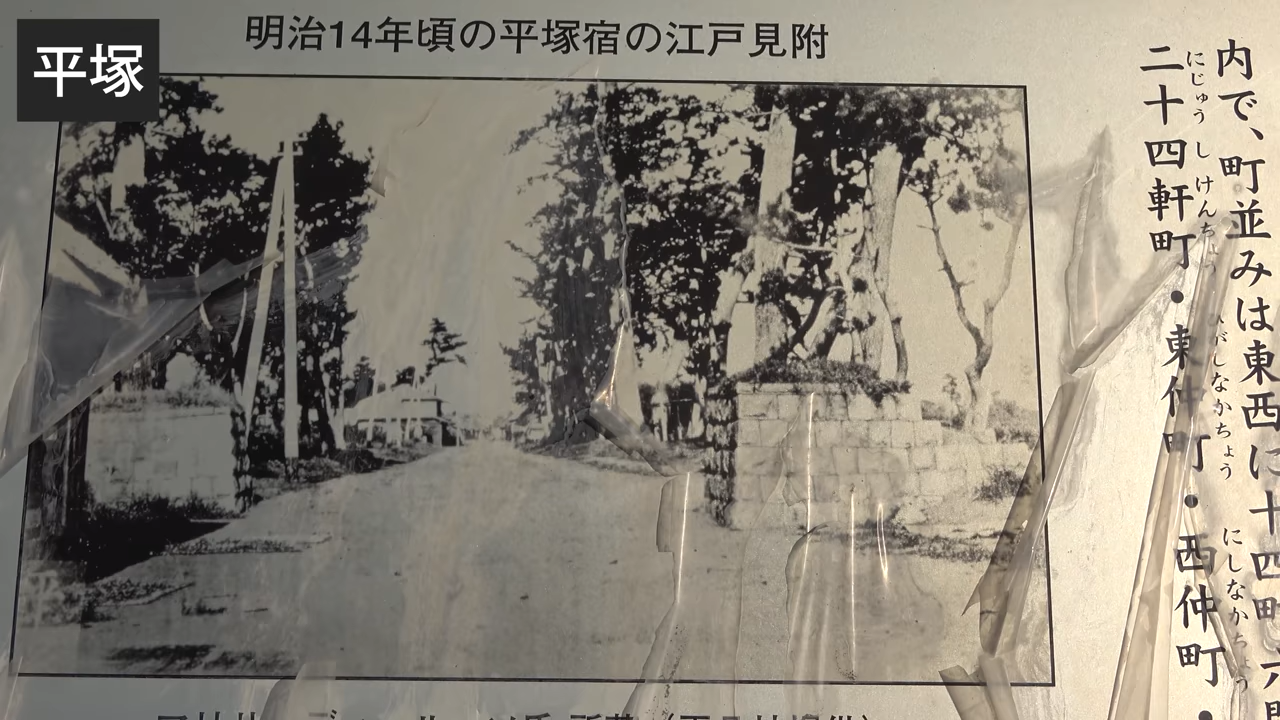 平塚
明治14年頃の平塚宿の江戸見附
内で、町並みは東西に十四町六
にじゅう し けんちょう ひがしなかちょう にしなかちょう
二十四軒町・東仲町・西仲町・